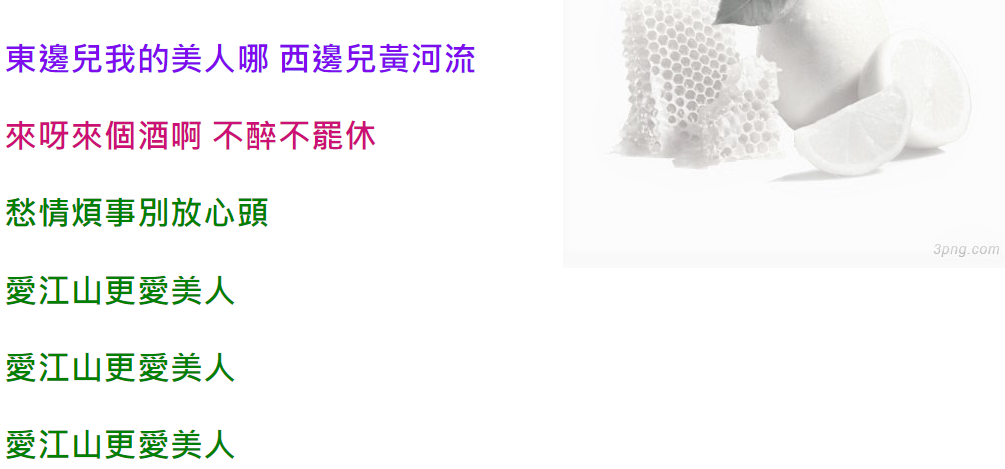 東邊兒我的美人哪 西邊兒黃河流
來呀來個酒啊 不醉不罷休
愁情煩事別放心頭
愛江山更愛美人
愛江山更愛美人
愛江山更愛美人
3png.com